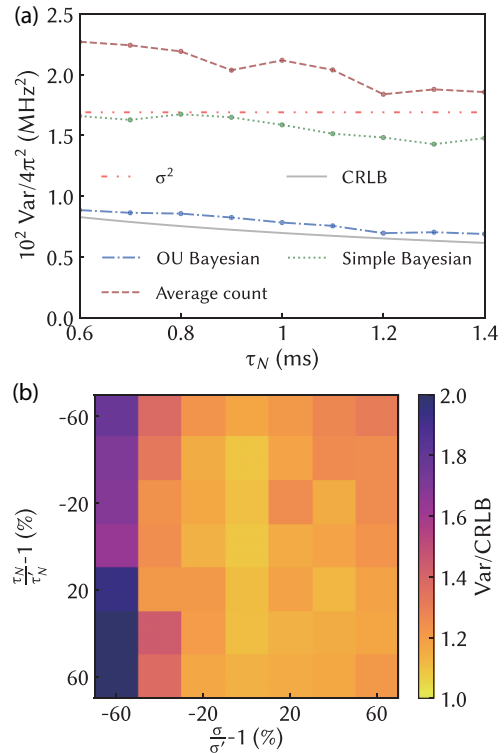 (a)
2.5
2.0
1.5
1.0
0.5
0.0
10² Var/4π² (MHz²)
σ²
CRLB
OU Bayesian
Simple Bayesian
Average count
0.6 0.8 1 1.2 1.4
τ_N (ms)
(b)
-60
-20
20
60
τ_N/τ'_N -1 (%)
-60 -20 20 60
σ/σ' -1 (%)
2.0
1.8
1.6
1.4
1.2
1.0
Var/CRLB